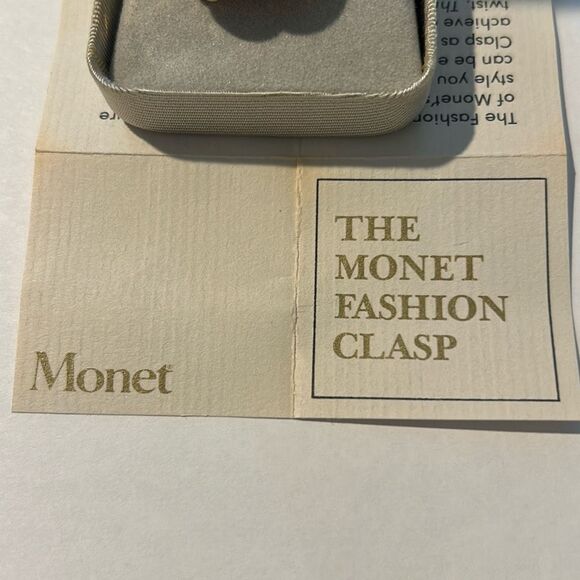 Monet
THE
MONET
FASHION
CLASP
The Fashion
of Monet's
style you
can be
Clasp as
achieve
twist.